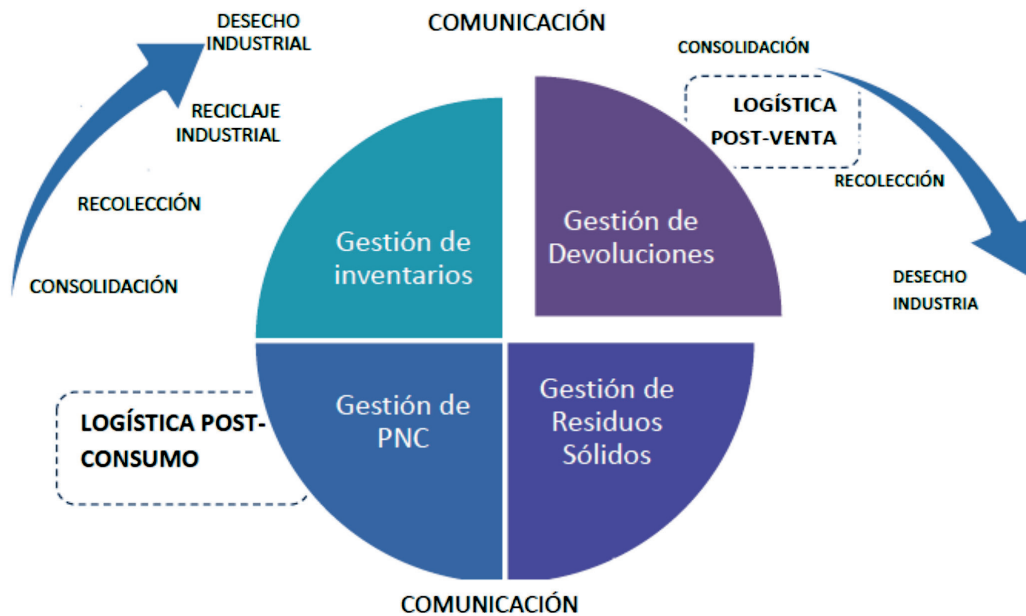 COMUNICACIÓN
DESECHO
INDUSTRIAL
RECICLAJE
INDUSTRIAL
RECOLECCIÓN
CONSOLIDACIÓN
CONSOLIDACIÓN
LOGÍSTICA
POST-VENTA
RECOLECCIÓN
DESECHO
INDUSTRIA
Gestión de
inventarios
Gestión de
Devoluciones
Gestión de
PNC
Gestión de
Residuos
Sólidos
LOGÍSTICA POST-
CONSUMO
COMUNICACIÓN